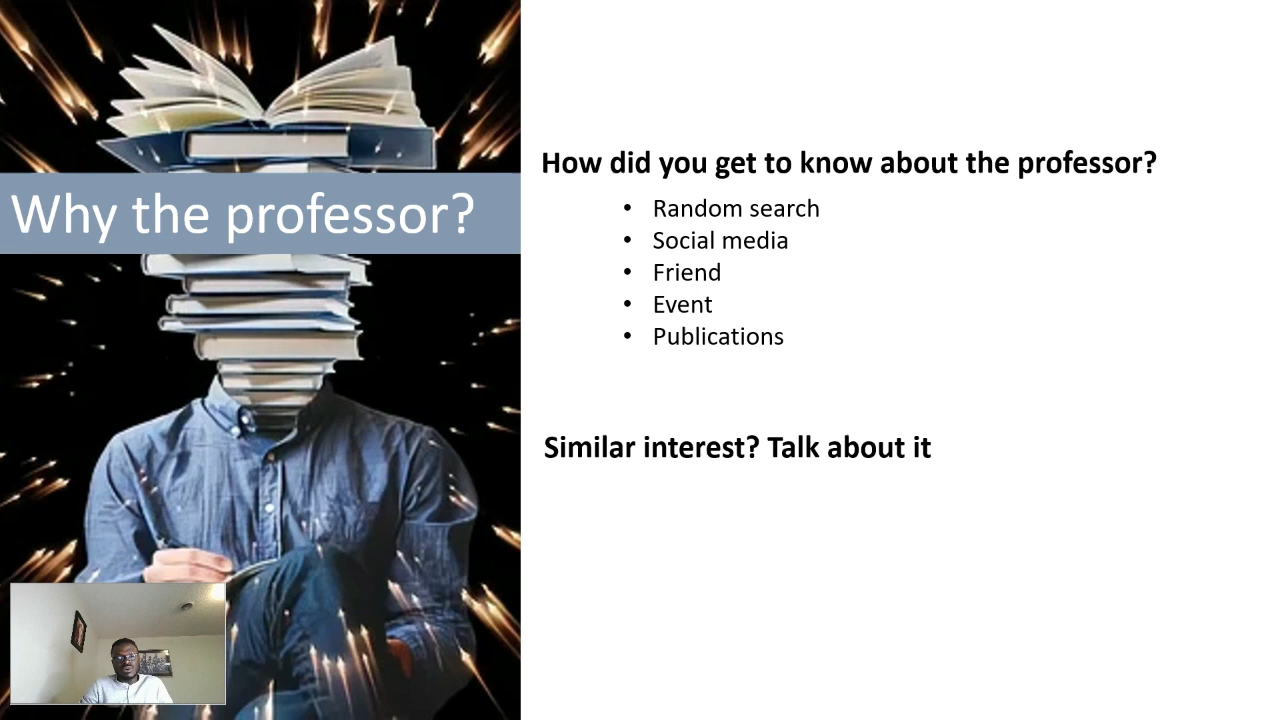 Why the professor?
How did you get to know about the professor?
• Random search
• Social media
• Friend
• Event
• Publications
Similar interest? Talk about it